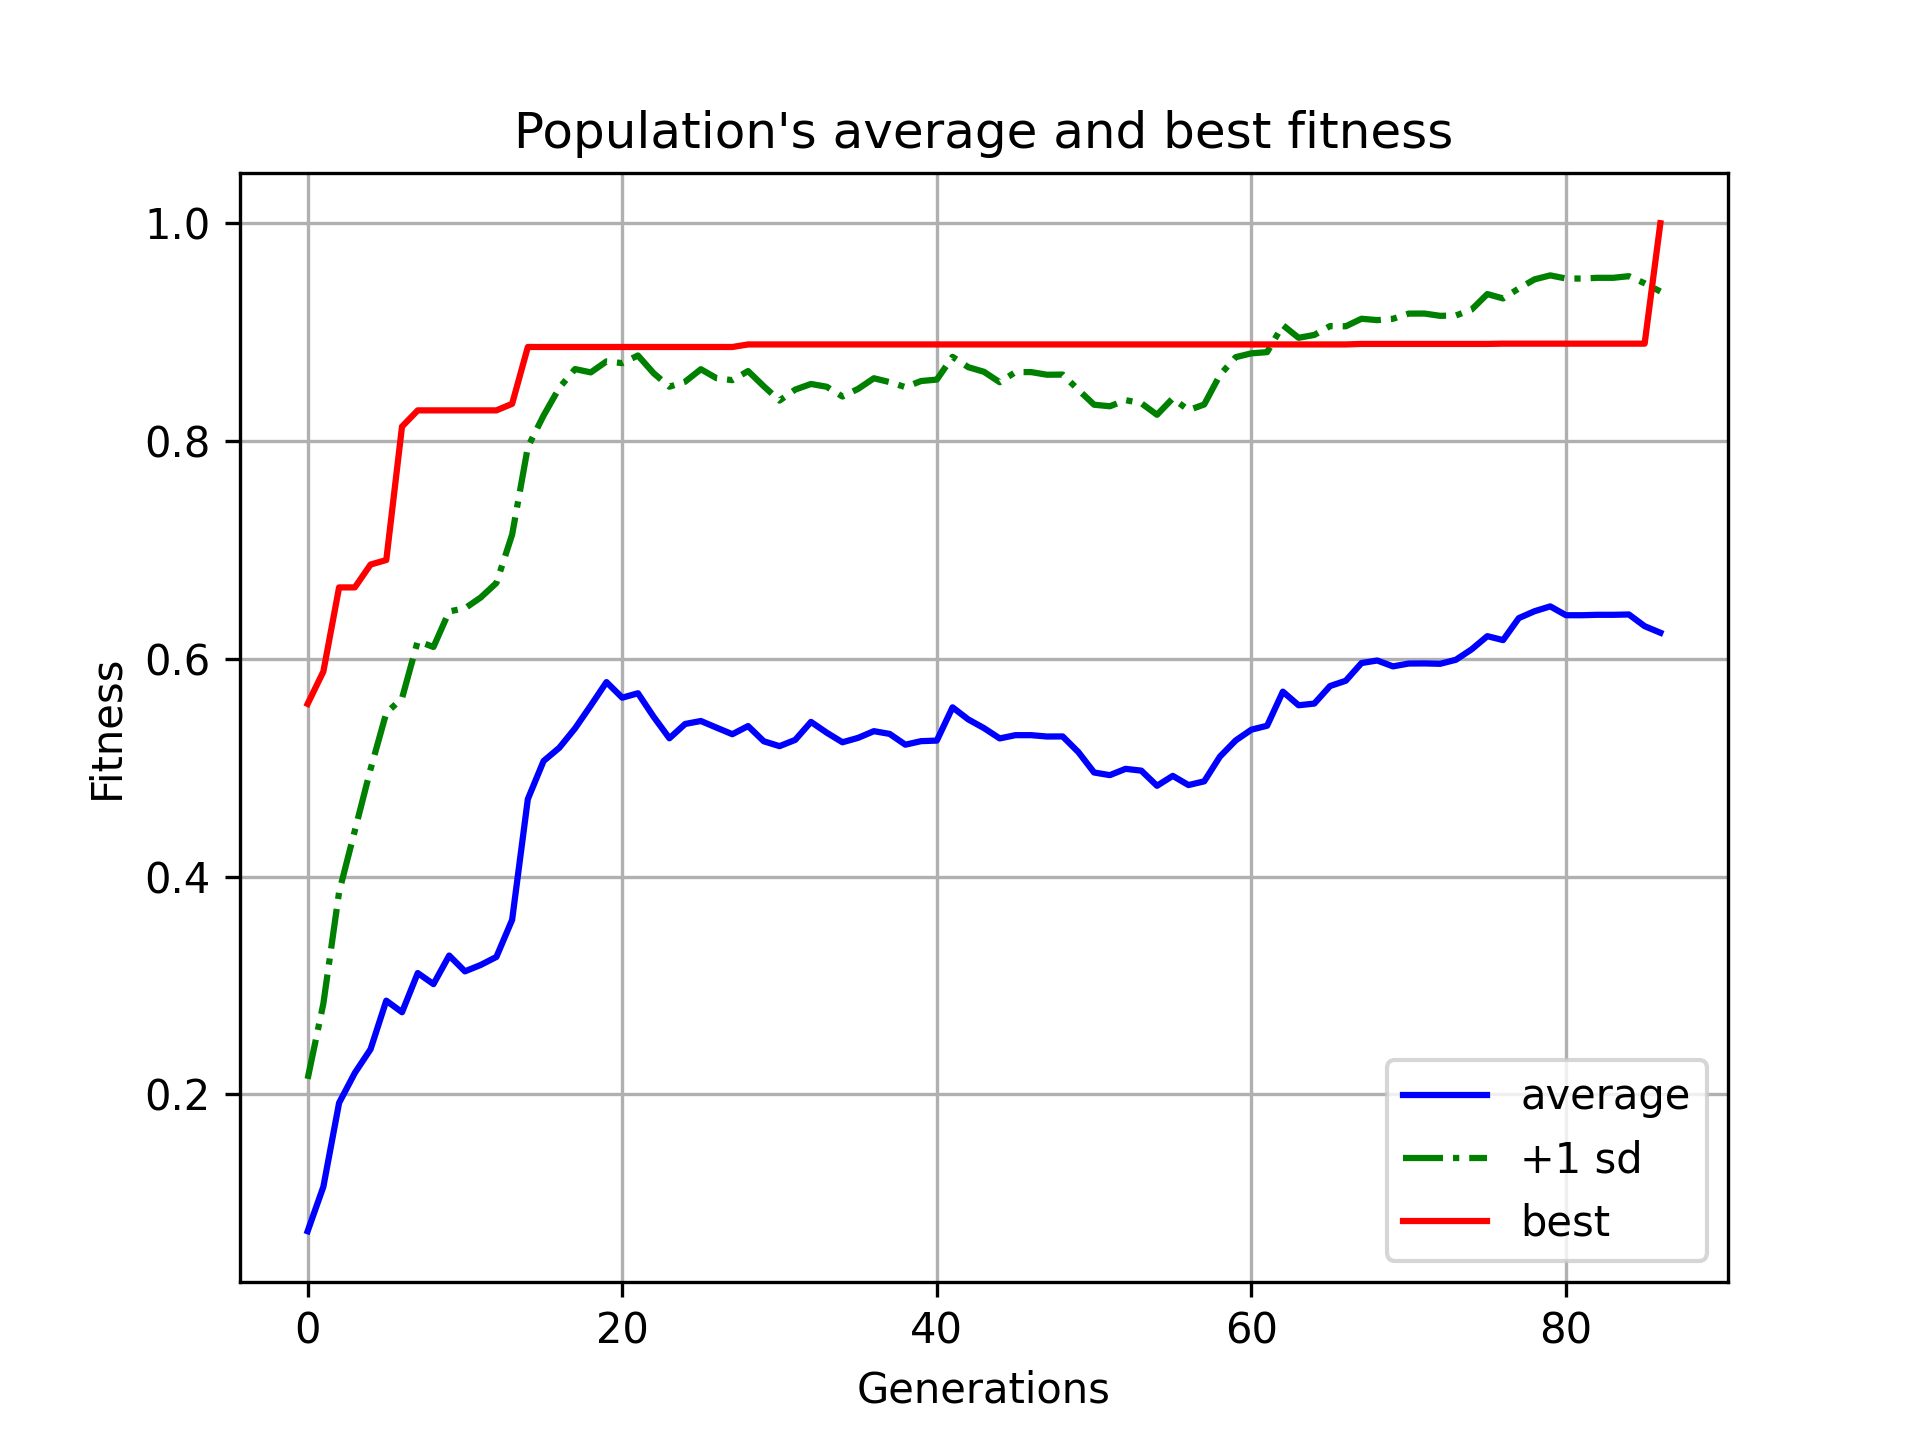 Population's average and best fitness
1.0
0.8
0.6
0.4
0.2
Fitness
0 20 40 60 80
Generations
average
+1 sd
best